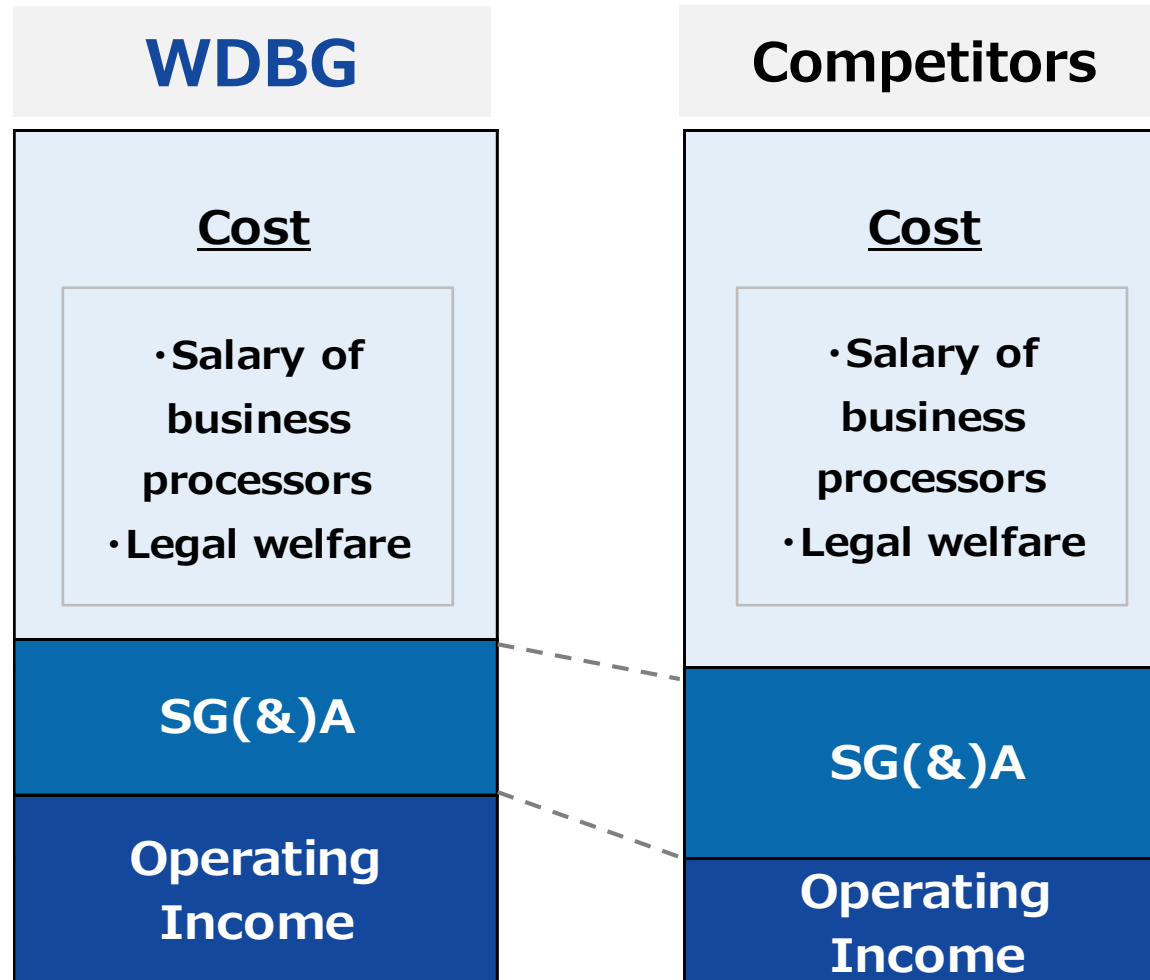 WDBG
Cost
・Salary of
business
processors
・Legal welfare
SG(&)A
Operating
Income
Competitors
Cost
・Salary of
business
processors
・Legal welfare
SG(&)A
Operating
Income